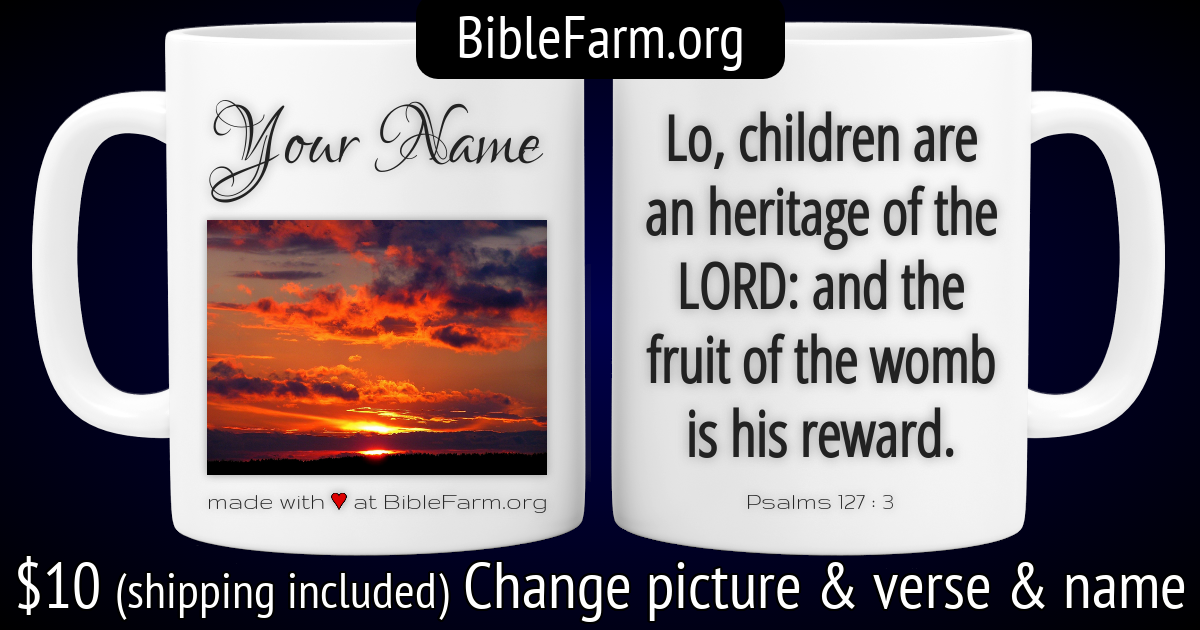 BibleFarm.org
Your Name
made with ♥ at BibleFarm.org
Lo, children are
an heritage of the
LORD: and the
fruit of the womb
is his reward.
Psalms 127 : 3
$10 (shipping included) Change picture & verse & name